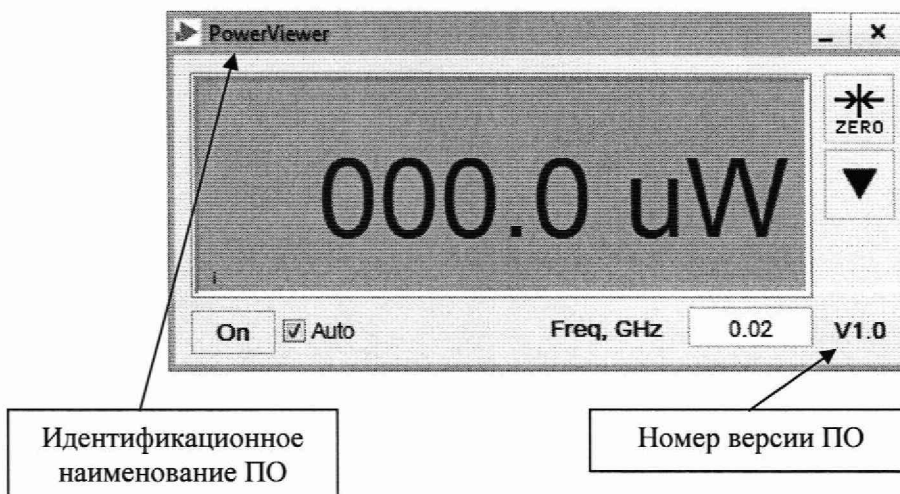 PowerViewer
ZERO
000.0 uW
On Auto Freq, GHz 0.02 V1.0
Идентификационное
наименование ПО
Номер версии ПО